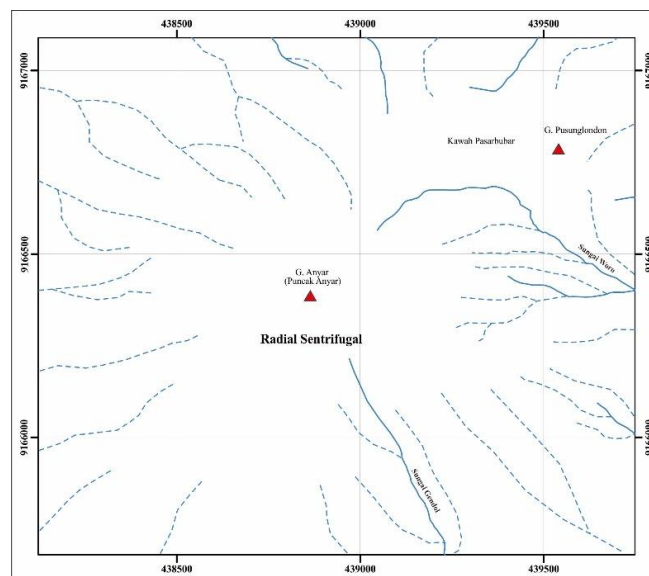 438500
439000
439500
9167000
9167000
G. Pusunglondon
Kawah Pasarbubar
9166500
9166500
Sungai Woro
G. Anyar
(Puncak Anyar)
Radial Sentrifugal
9166000
9166000
Sungai Gendol
438500
439000
439500